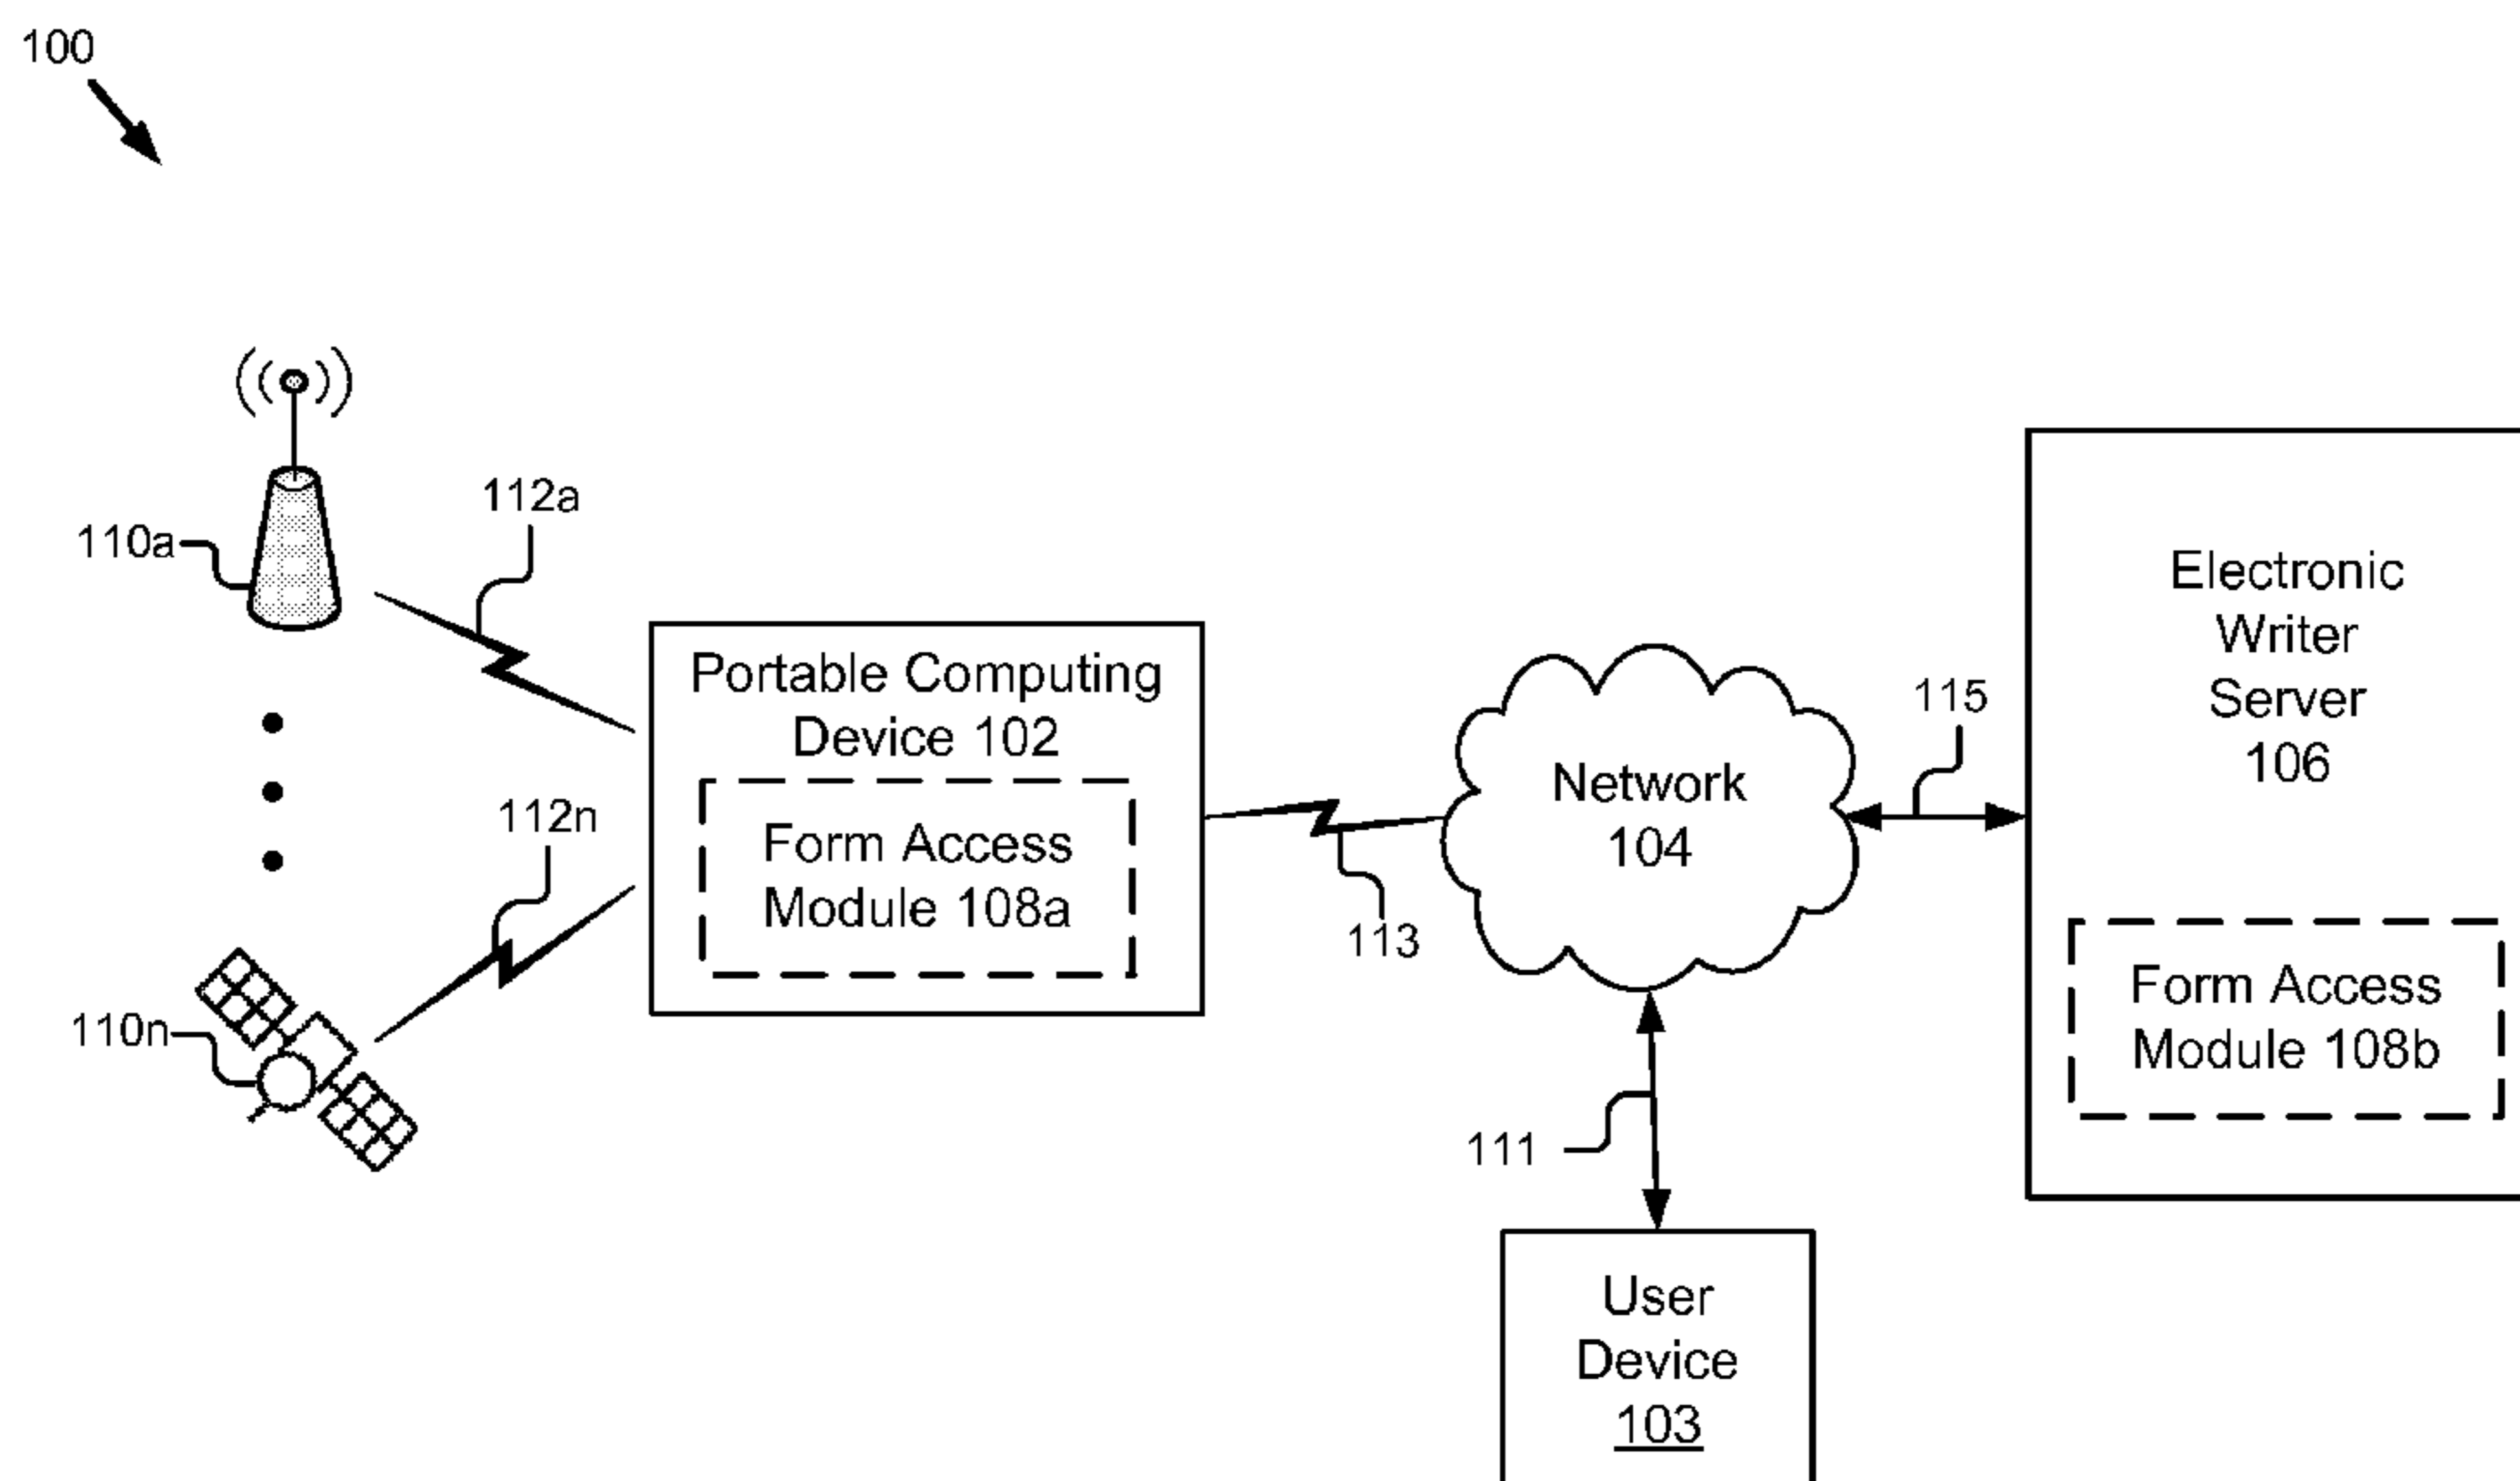 100
110a
112a
112n
110n
Portable Computing
Device 102
Form Access
Module 108a
113
Network
104
111
115
Electronic
Writer
Server
106
Form Access
Module 108b
User
Device
103